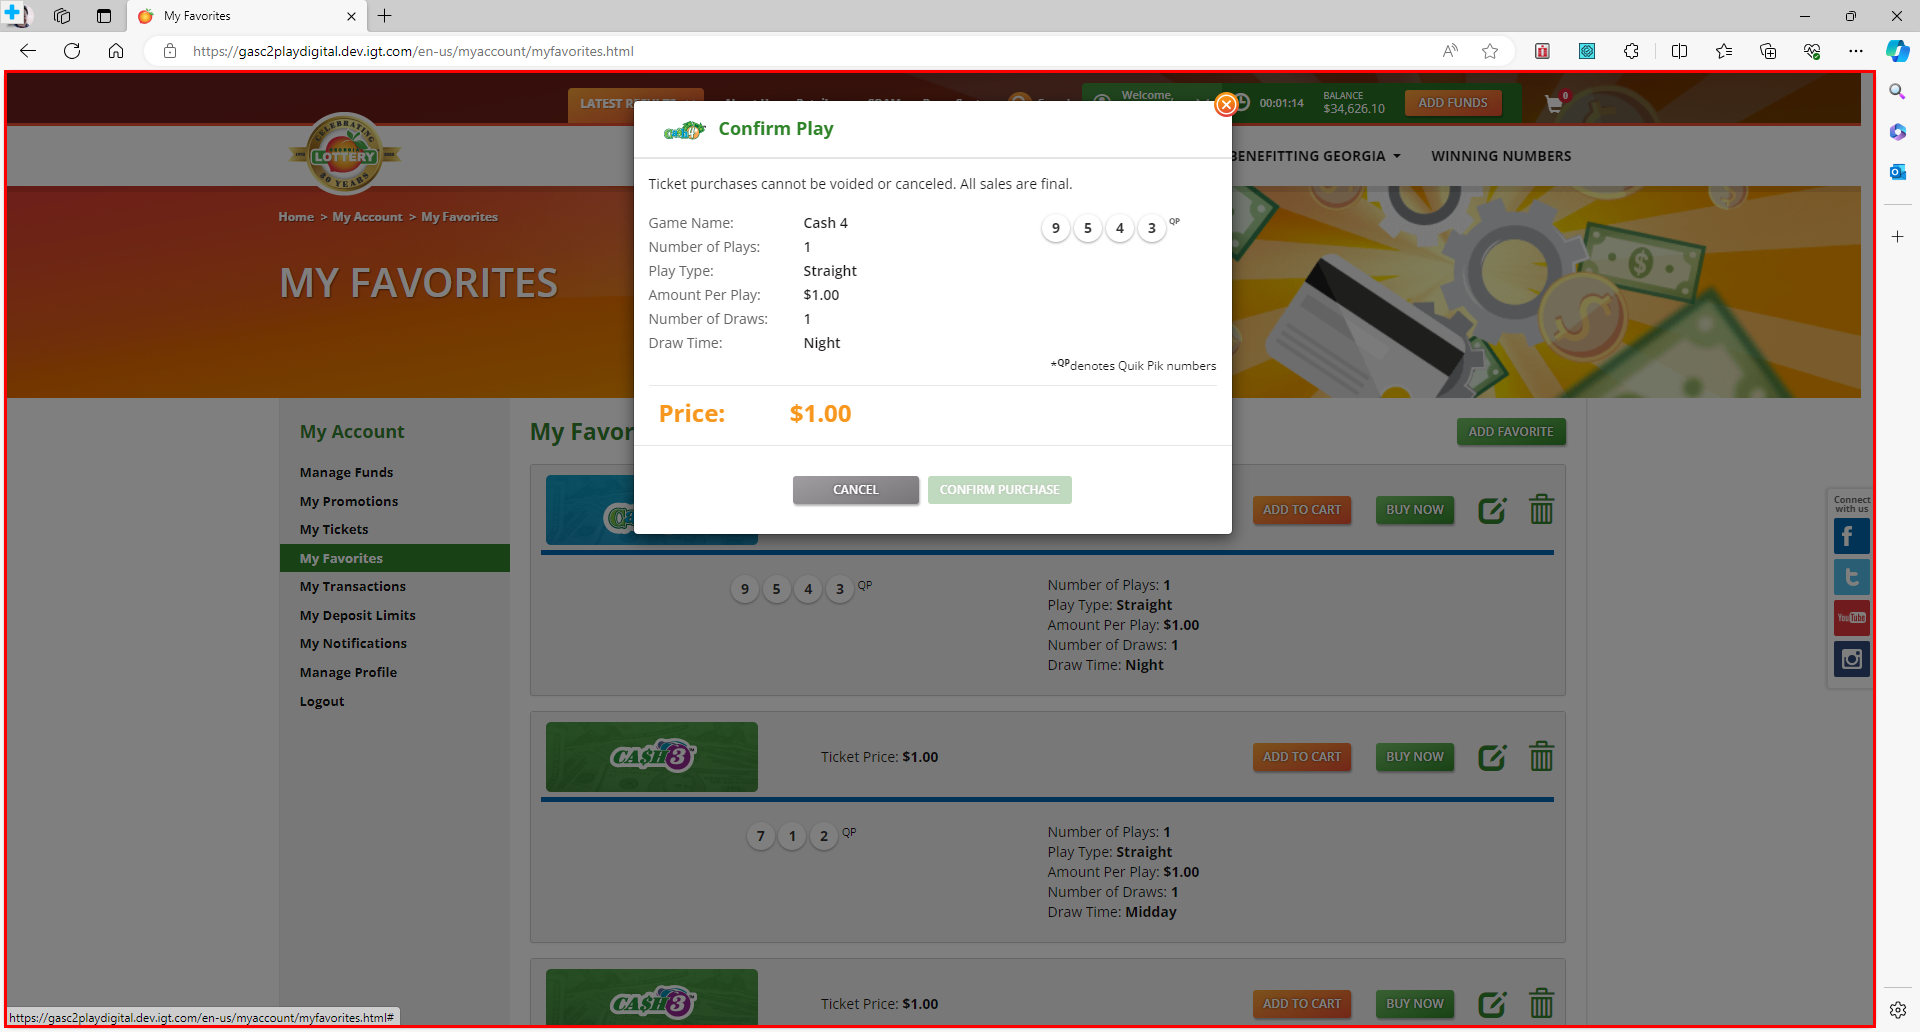 My Favorites
https://gasc2playdigital.dev.igt.com/en-us/myaccount/myfavorites.html
Welcome,
00:01:14
BALANCE
$34,626.10
ADD FUNDS
0
CELEBRATING
GEORGIA
LOTTERY
30 YEARS
BENEFITTING GEORGIA
WINNING NUMBERS
Home > My Account > My Favorites
MY FAVORITES
Confirm Play
Ticket purchases cannot be voided or canceled. All sales are final.
Game Name: Cash 4
Number of Plays: 1
Play Type: Straight
Amount Per Play: $1.00
Number of Draws: 1
Draw Time: Night
9 5 4 3 QP
*QPdenotes Quik Pik numbers
Price: $1.00
CANCEL
CONFIRM PURCHASE
My Account
Manage Funds
My Promotions
My Tickets
My Favorites
My Transactions
My Deposit Limits
My Notifications
Manage Profile
Logout
My Favor
ADD FAVORITE
ADD TO CART
BUY NOW
9 5 4 3 QP
Number of Plays: 1
Play Type: Straight
Amount Per Play: $1.00
Number of Draws: 1
Draw Time: Night
CASH 3
Ticket Price: $1.00
ADD TO CART
BUY NOW
7 1 2 QP
Number of Plays: 1
Play Type: Straight
Amount Per Play: $1.00
Number of Draws: 1
Draw Time: Midday
CASH 3
Ticket Price: $1.00
ADD TO CART
BUY NOW
Connect
with us
YouTube
https://gasc2playdigital.dev.igt.com/en-us/myaccount/myfavorites.html#